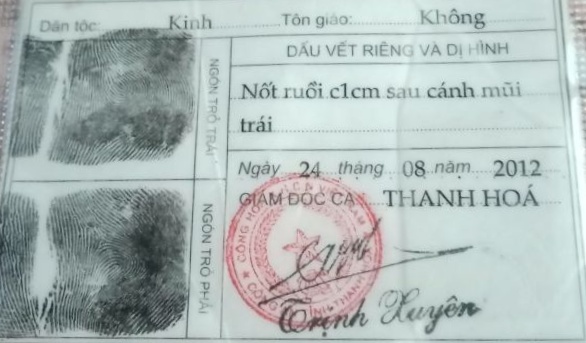 Dân tộc: Kinh Tôn giáo: Không
DẤU VẾT RIÊNG VÀ DỊ HÌNH
NGÓN TRỎ TRÁI
Nốt ruồi c1cm sau cánh mũi
trái
Ngày 24 tháng 08 năm 2012
GIÁM ĐỐC CA THANH HOÁ
NGÓN TRỎ PHẢI
Trịnh Xuyên